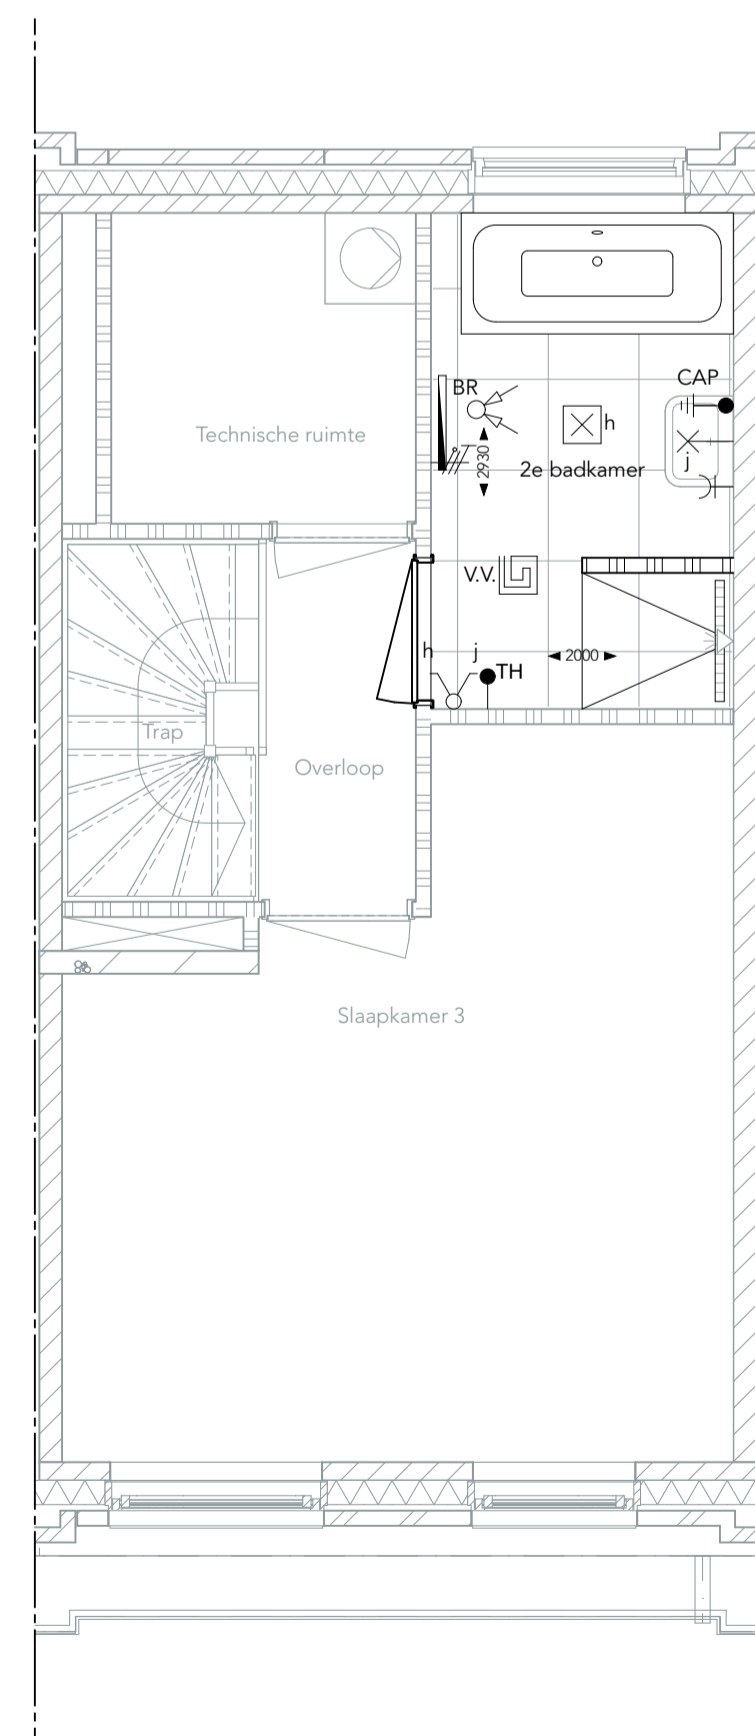 BR
CAP
h
Technische ruimte
2930
2e badkamer
j
V.V.
h
j
2000
TH
Trap
Overloop
Slaapkamer 3